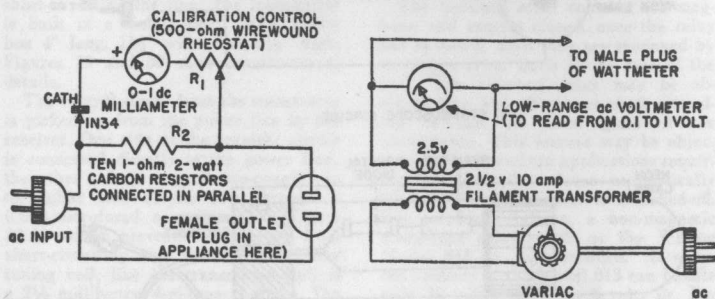 CALIBRATION CONTROL
(500-ohm WIREWOUND
RHEOSTAT)
+
R1
0-1 dc
MILLIAMETER
CATH
IN34
R2
TEN 1-ohm 2-watt
CARBON RESISTORS
CONNECTED IN PARALLEL
ac INPUT
FEMALE OUTLET
(PLUG IN
APPLIANCE HERE)
TO MALE PLUG
OF WATTMETER
LOW-RANGE ac VOLTMETER
(TO READ FROM 0.1 TO 1 VOLT
2.5v
2 1/2 v 10 amp
FILAMENT TRANSFORMER
VARIAC
ac